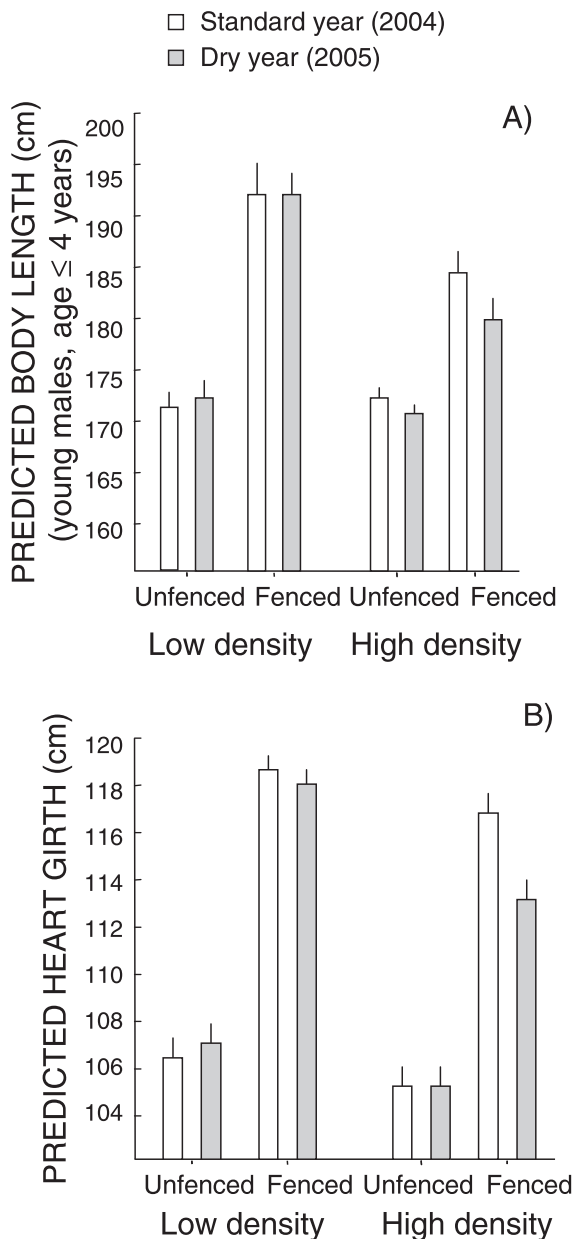 Standard year (2004)
Dry year (2005)
A)
PREDICTED BODY LENGTH (cm)
(young males, age ≤ 4 years)
200
195
190
185
180
175
170
165
160
Unfenced Fenced Unfenced Fenced
Low density High density
B)
PREDICTED HEART GIRTH (cm)
120
118
116
114
112
110
108
106
104
Unfenced Fenced Unfenced Fenced
Low density High density